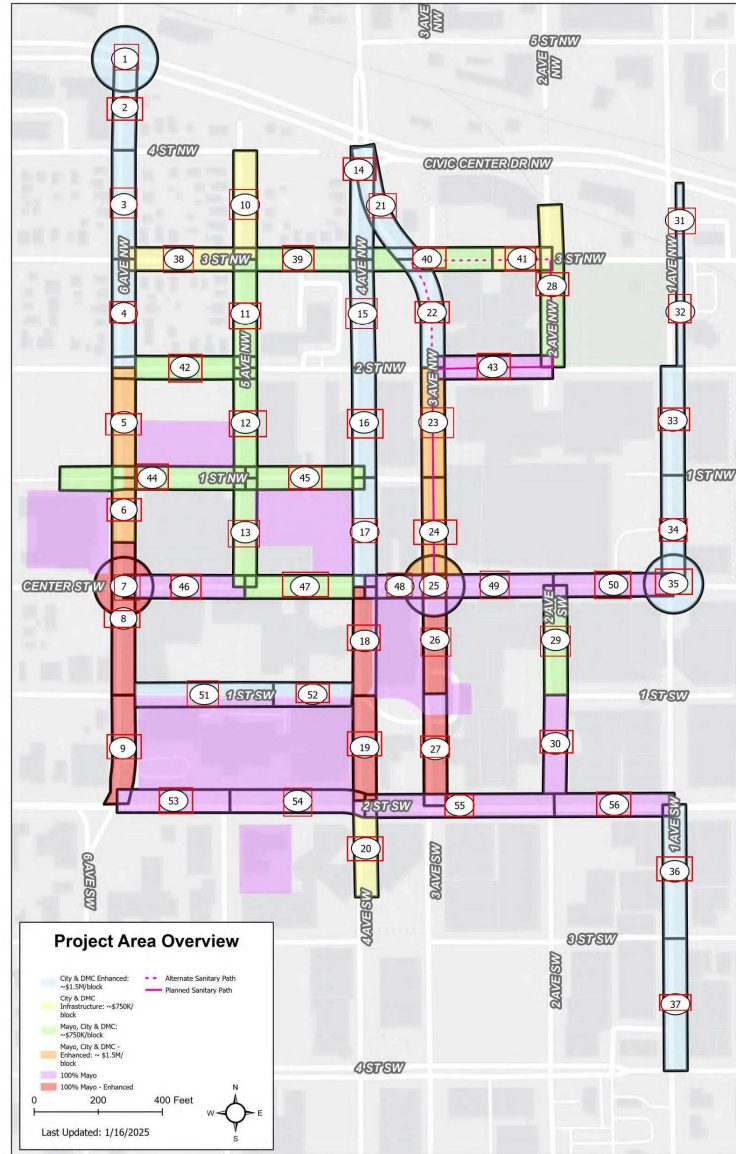 3 AVE NW
5 ST NW
2 AVE NW
1
2
4 ST NW
CIVIC CENTER DR NW
14
3
10
21
31
6 AVE NW
38
3 ST NW
39
4 AVE NW
40
41
3 ST NW
1 AVE NW
28
4
11
15
22
32
5 AVE NW
2 AVE NW
42
2 ST NW
3 AVE NW
43
5
12
16
23
33
44
1 ST NW
45
1 ST NW
6
13
17
24
34
CENTER ST W
7
46
47
48
25
49
50
35
8
2 AVE SW
18
26
29
51
1 ST SW
52
1 ST SW
9
19
27
30
53
54
2 ST SW
55
56
1 AVE SW
20
6 AVE SW
3 AVE SW
36
4 AVE SW
3 ST SW
2 AVE SW
37
4 ST SW
Project Area Overview
City & DMC Enhanced: ~$1.5M/block
City & DMC Infrastructure: ~$750K/ block
Mayo, City & DMC: ~$750K/block
Mayo, City & DMC - Enhanced: ~ $1.5M/ block
100% Mayo
100% Mayo - Enhanced
Alternate Sanitary Path
Planned Sanitary Path
0 200 400 Feet
N
W E
S
Last Updated: 1/16/2025